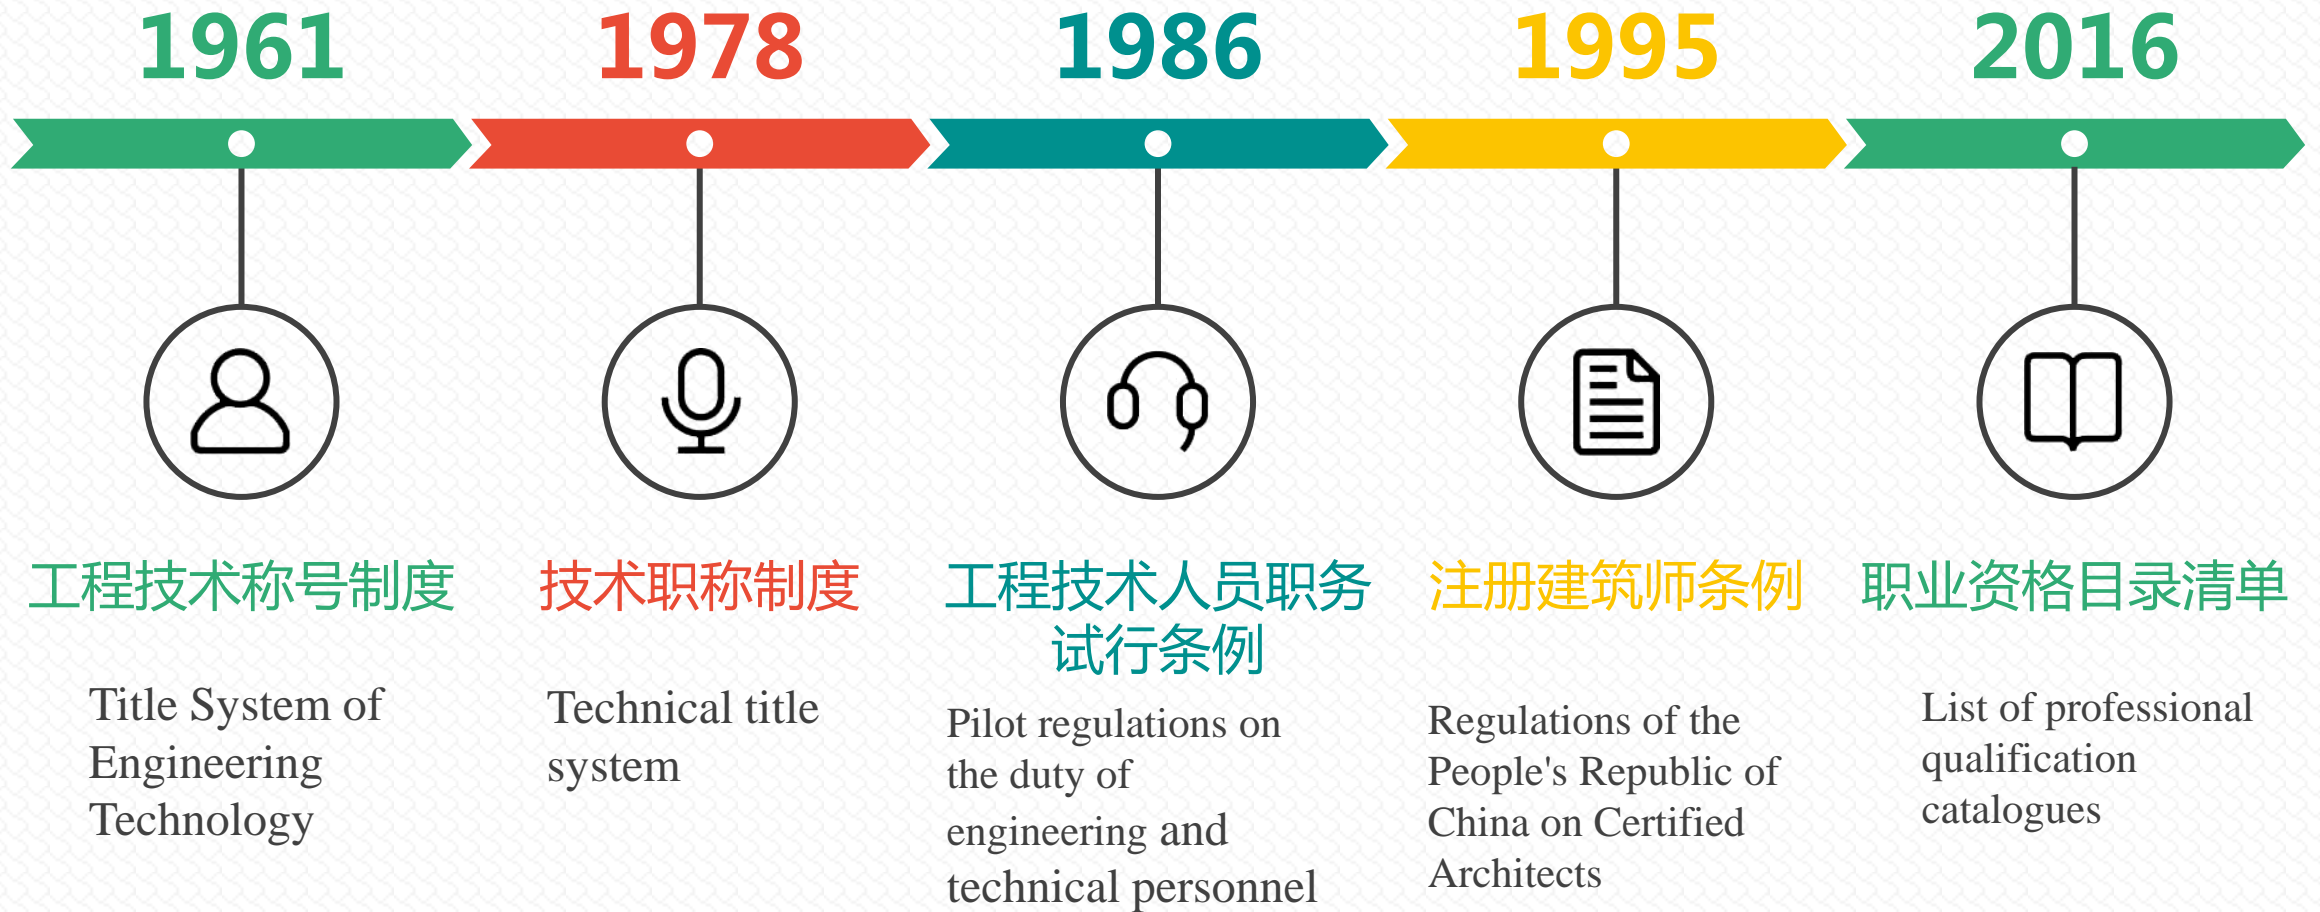 1961
1978
1986
1995
2016
工程技术称号制度
Title System of
Engineering
Technology
技术职称制度
Technical title
system
工程技术人员职务
试行条例
Pilot regulations on
the duty of
engineering and
technical personnel
注册建筑师条例
Regulations of the
People's Republic of
China on Certified
Architects
职业资格目录清单
List of professional
qualification
catalogues